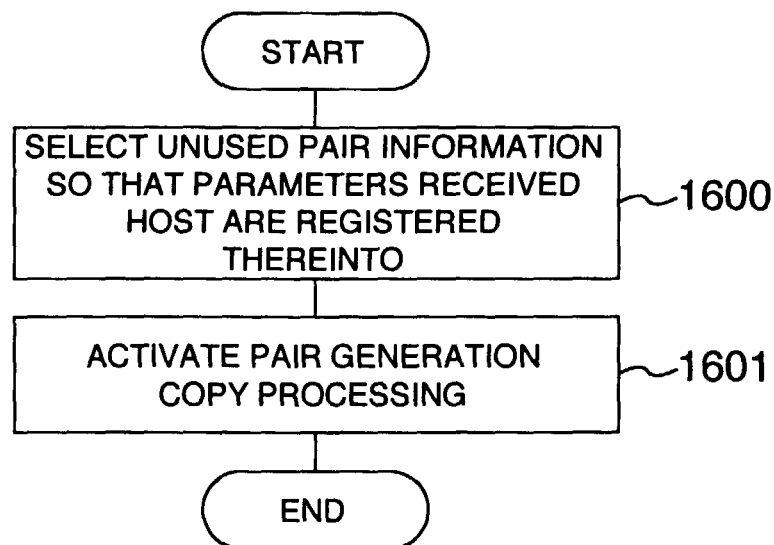 START
SELECT UNUSED PAIR INFORMATION
SO THAT PARAMETERS RECEIVED
HOST ARE REGISTERED
THEREINTO
1600
ACTIVATE PAIR GENERATION
COPY PROCESSING
1601
END